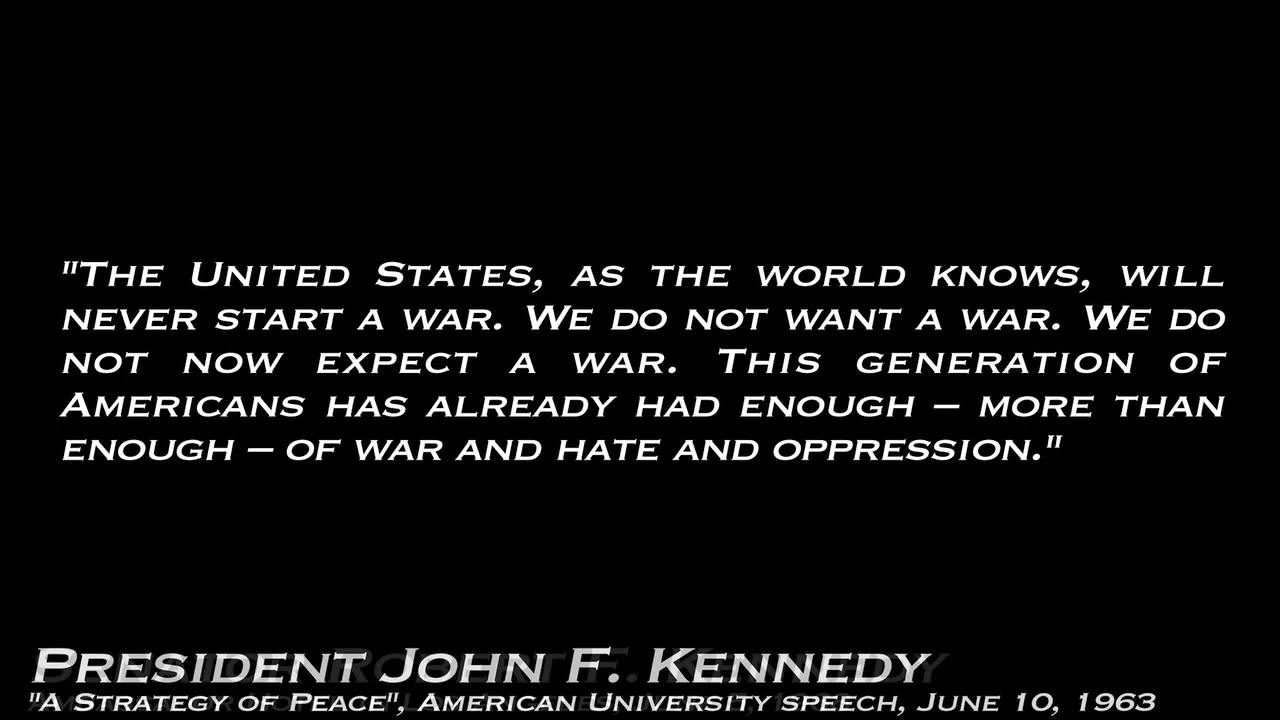 "The United States, as the world knows, will
never start a war. We do not want a war. We do
not now expect a war. This generation of
Americans has already had enough – more than
enough – of war and hate and oppression."
President John F. Kennedy
"A Strategy of Peace", American University speech, June 10, 1963